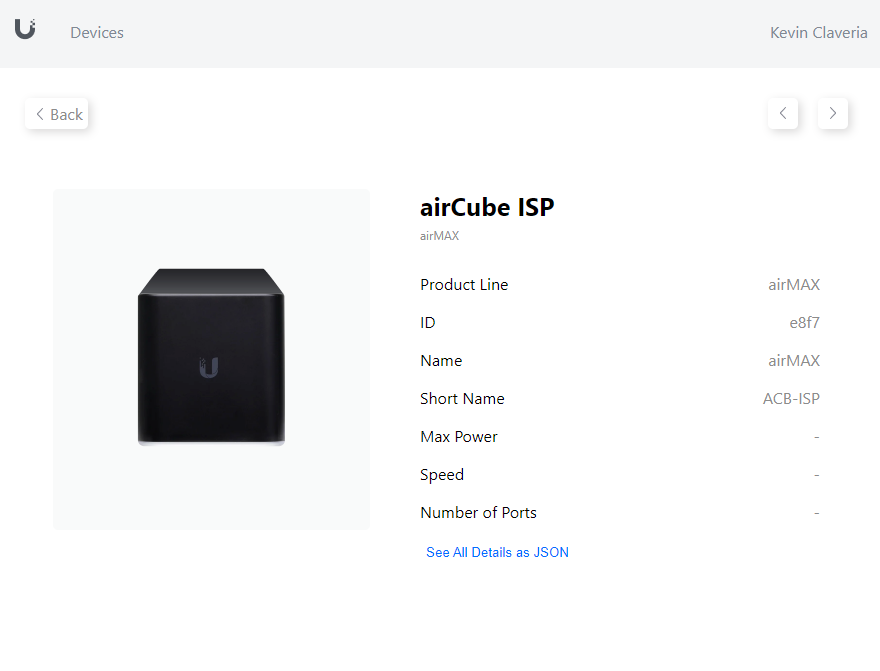 Devices
Kevin Claveria
Back
airCube ISP
airMAX
Product Line airMAX
ID e8f7
Name airMAX
Short Name ACB-ISP
Max Power -
Speed -
Number of Ports -
See All Details as JSON